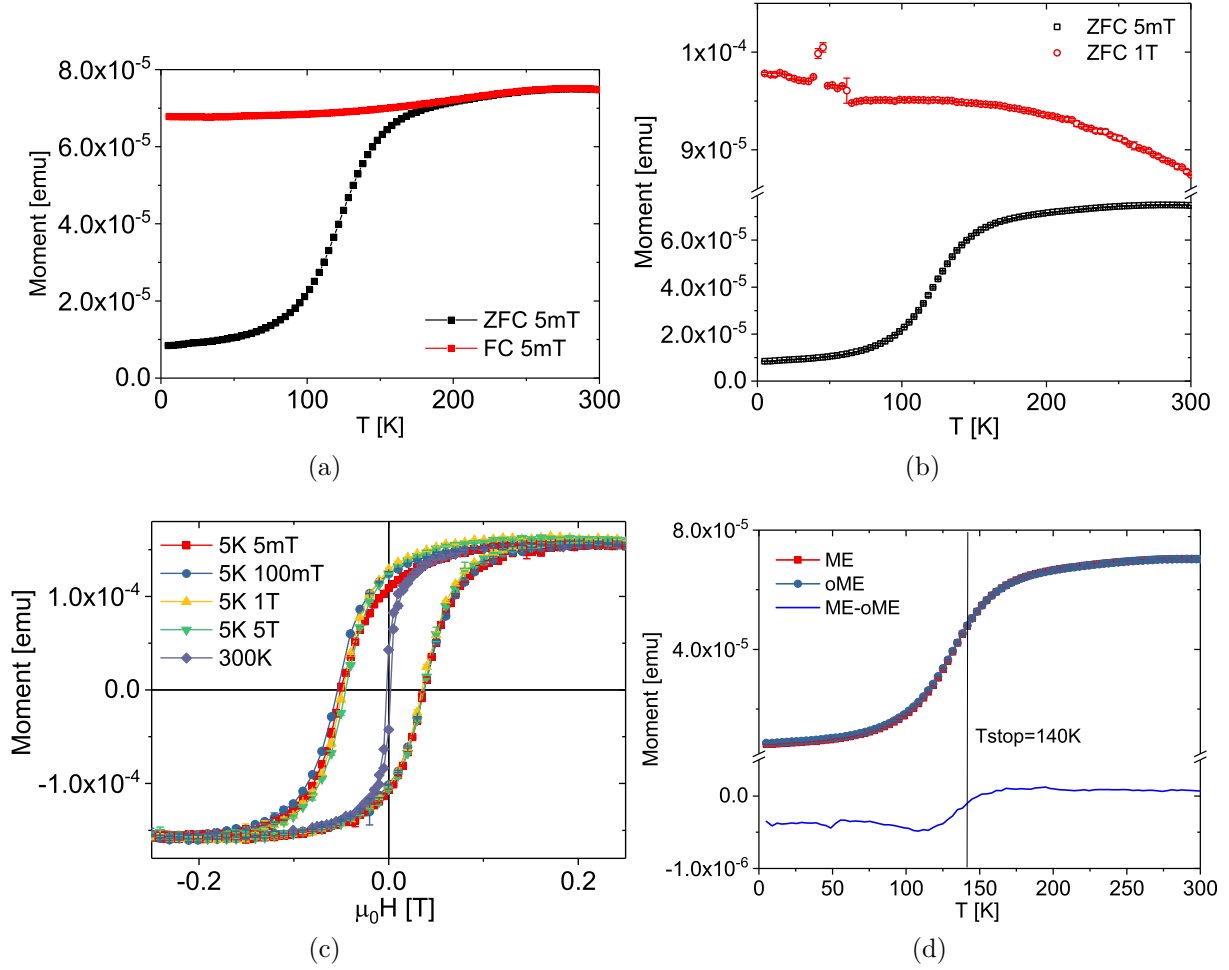 8.0x10-5
6.0x10-5
4.0x10-5
2.0x10-5
0.0
Moment [emu]
ZFC 5mT
FC 5mT
0 100 200 300
T [K]
(a)
1x10-4
9x10-5
6.0x10-5
4.0x10-5
2.0x10-5
0.0
Moment [emu]
ZFC 5mT
ZFC 1T
0 100 200 300
T [K]
(b)
1.0x10-4
0.0
-1.0x10-4
Moment [emu]
5K 5mT
5K 100mT
5K 1T
5K 5T
300K
-0.2 0.0 0.2
μ0H [T]
(c)
8.0x10-5
4.0x10-5
0.0
-1.0x10-6
Moment [emu]
ME
oME
ME-oME
Tstop=140K
0 50 100 150 200 250 300
T [K]
(d)